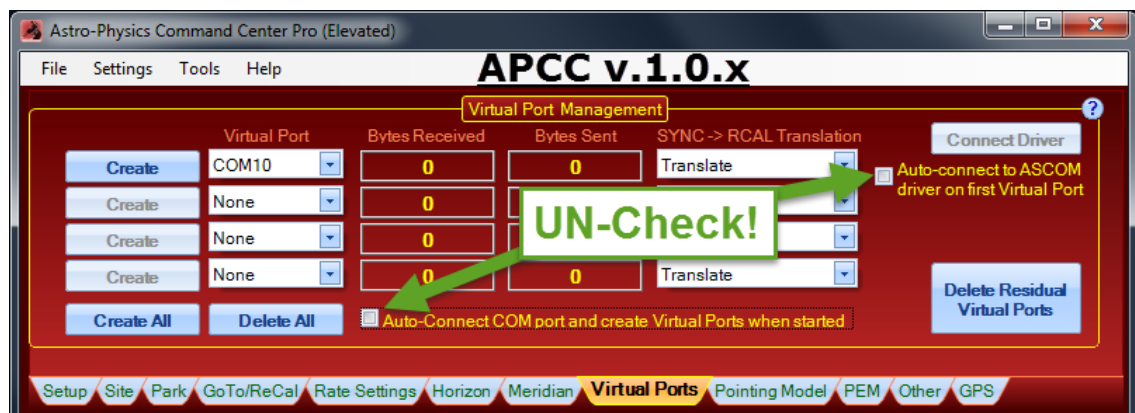 Astro-Physics Command Center Pro (Elevated)
File Settings Tools Help
APCC v.1.0.x
Virtual Port Management
?
Virtual Port Bytes Received Bytes Sent SYNC -> RCAL Translation
Connect Driver
Create COM10 0 0 Translate
Auto-connect to ASCOM
driver on first Virtual Port
Create None 0
UN-Check!
Create None 0
Create None 0 0 Translate
Delete Residual
Virtual Ports
Create All Delete All Auto-Connect COM port and create Virtual Ports when started
Setup Site Park GoTo/ReCal Rate Settings Horizon Meridian Virtual Ports Pointing Model PEM Other GPS